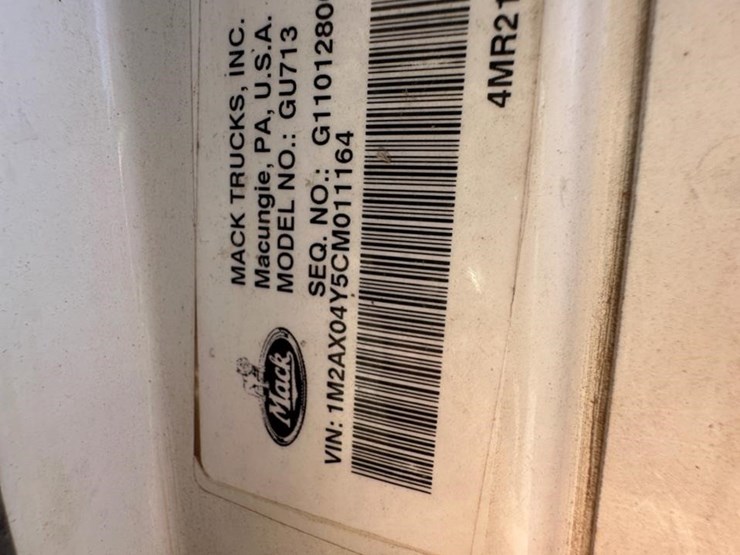 MACK TRUCKS, INC.
Macungie, PA, U.S.A.
MODEL NO.: GU713
SEQ. NO.: G1101280
Mack
VIN: 1M2AX04Y5CM011164
4MR21